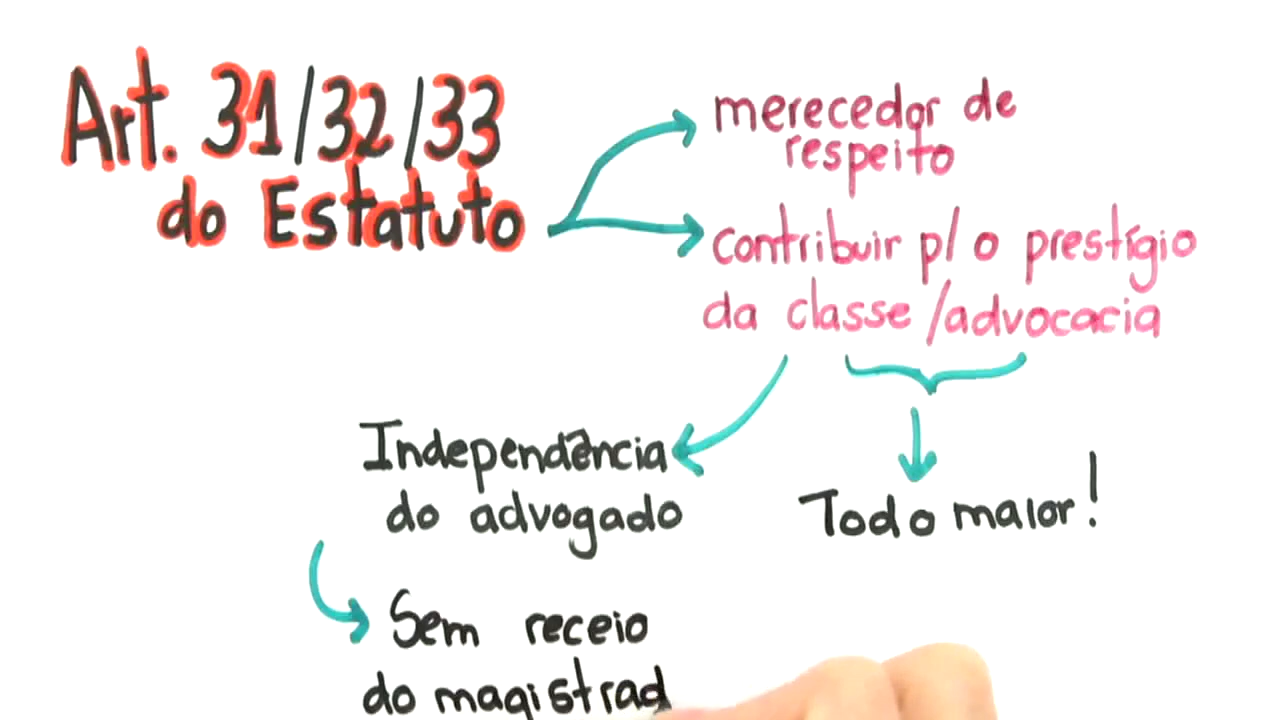 Art. 31/32/33
do Estatuto
merecedor de
respeito
contribuir p/ o prestígio
da classe/advocacia
Independência
do advogado
Todo maior!
Sem receio
do magistrad